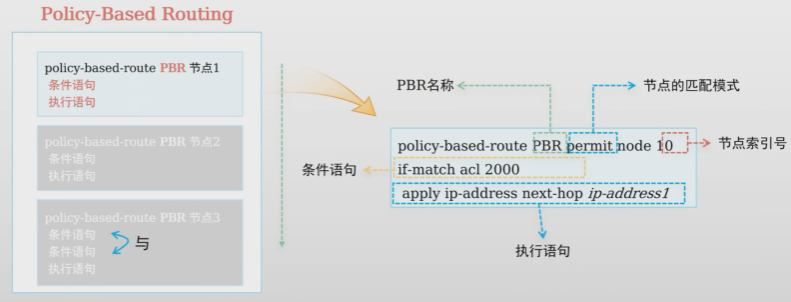 Policy-Based Routing
policy-based-route PBR 节点1
条件语句
执行语句
policy-based-route PBR 节点2
条件语句
执行语句
policy-based-route PBR 节点3
条件语句
条件语句
执行语句
与
PBR名称
节点的匹配模式
policy-based-route PBR permit node 10
节点索引号
条件语句
if-match acl 2000
apply ip-address next-hop ip-address1
执行语句